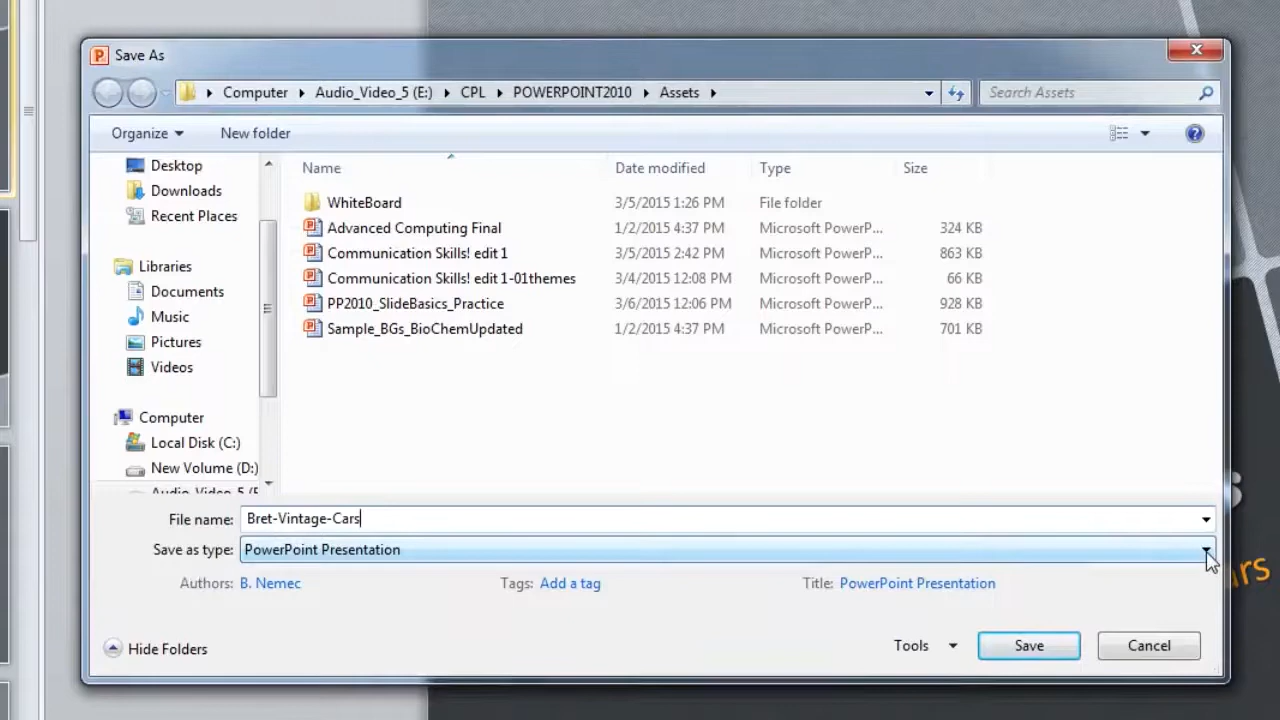 Save As
Computer Audio_Video_5 (E:) CPL POWERPOINT2010 Assets
Search Assets
Organize New folder
Desktop
Downloads
Recent Places
Libraries
Documents
Music
Pictures
Videos
Computer
Local Disk (C:)
New Volume (D:)
Name Date modified Type Size
WhiteBoard 3/5/2015 1:26 PM File folder
Advanced Computing Final 1/2/2015 4:37 PM Microsoft PowerP... 324 KB
Communication Skills! edit 1 3/5/2015 2:42 PM Microsoft PowerP... 863 KB
Communication Skills! edit 1-01themes 3/4/2015 12:08 PM Microsoft PowerP... 66 KB
PP2010_SlideBasics_Practice 3/6/2015 12:06 PM Microsoft PowerP... 928 KB
Sample_BGs_BioChemUpdated 1/2/2015 4:37 PM Microsoft PowerP... 701 KB
File name: Bret-Vintage-Cars
Save as type: PowerPoint Presentation
Authors: B. Nemec Tags: Add a tag Title: PowerPoint Presentation
Hide Folders
Tools Save Cancel